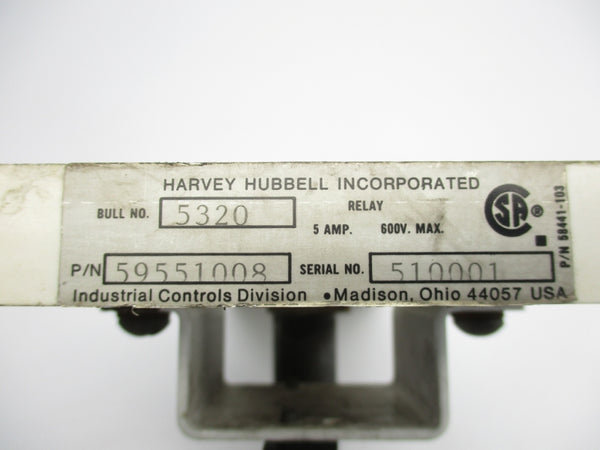 HARVEY HUBBELL INCORPORATED
BULL NO. 5320 RELAY
5 AMP. 600V. MAX.
SA ®
P/N 58441-103
P/N 59551008 SERIAL NO. 510001
Industrial Controls Division • Madison, Ohio 44057 USA